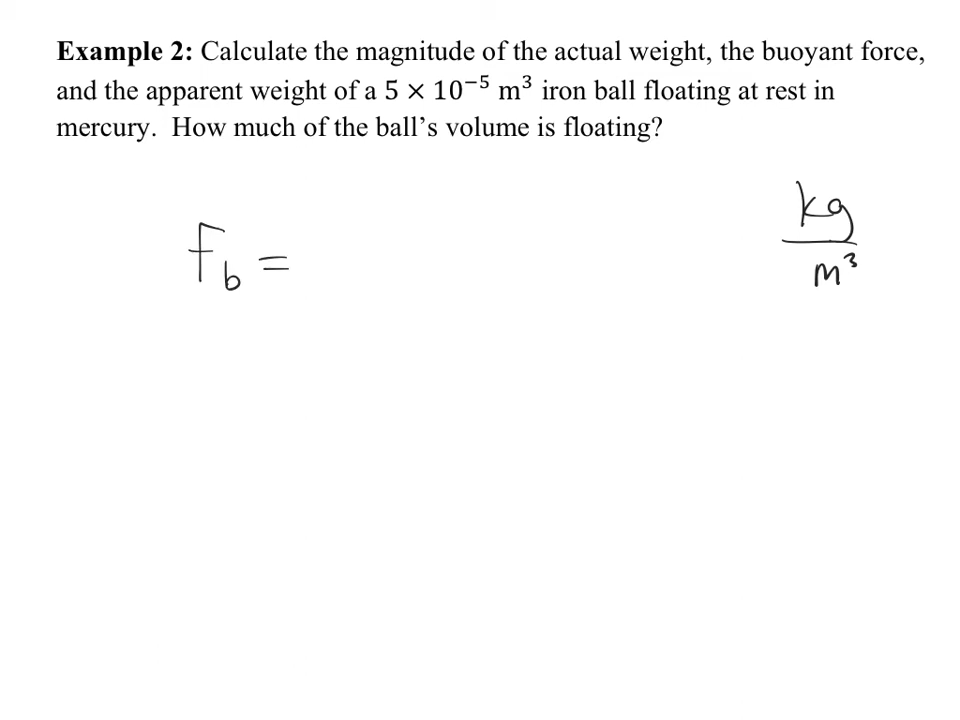 Example 2: Calculate the magnitude of the actual weight, the buoyant force,
and the apparent weight of a 5 × 10⁻⁵ m³ iron ball floating at rest in
mercury. How much of the ball's volume is floating?
F_b =
kg
m³